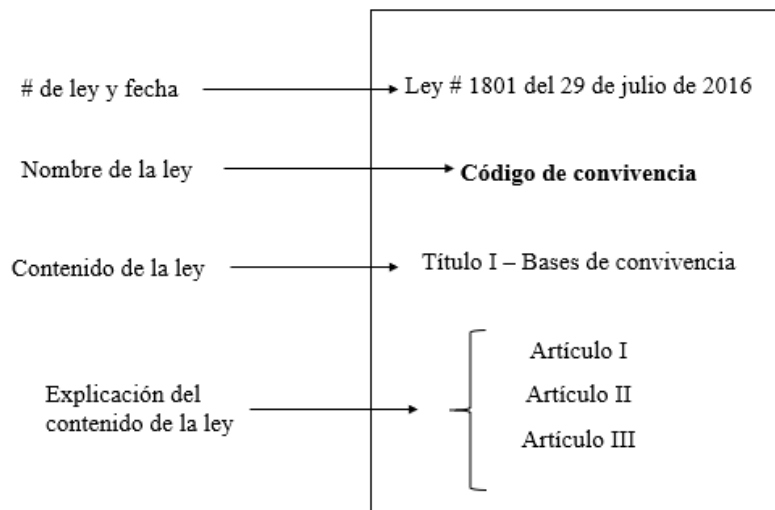 # de ley y fecha
Ley # 1801 del 29 de julio de 2016
Nombre de la ley
Código de convivencia
Contenido de la ley
Título I – Bases de convivencia
Explicación del
contenido de la ley
Artículo I
Artículo II
Artículo III